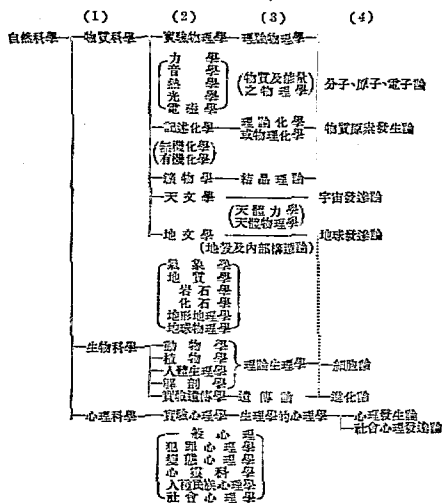 (1) (2) (3) (4)
自然科學 物質科學 實驗物理學 理論物理學
力學
音學
熱學
光學
電磁學
(物質及能量之物理學)
分子、原子、電子論
記述化學 理論化學或物理化學 物質原素發生論
(無機化學 有機化學)
鑛物學 結晶理論
天文學 (天體力學 天體物理學) 宇宙發達論
地文學 (地殼及內部構造論) 地球發達論
氣象學
地質學
岩石學
化石學
地形地理學
地球物理學
生物科學 動物學
植物學
人體生理學
解剖學
理論生理學 細胞論
實驗遺傳學 遺傳論 進化論
心理科學 實驗心理學 生理學的心理學 心理發生論
社會心理發達論
一般心理
犯罪心理學
變態心理學
心靈科學
人種民族心理學
社會心理學